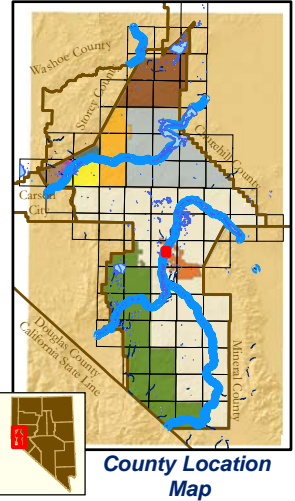 Washoe County
Storey County
Churchill County
Carson
City
Douglas County
California State Line
Mineral County
County Location
Map